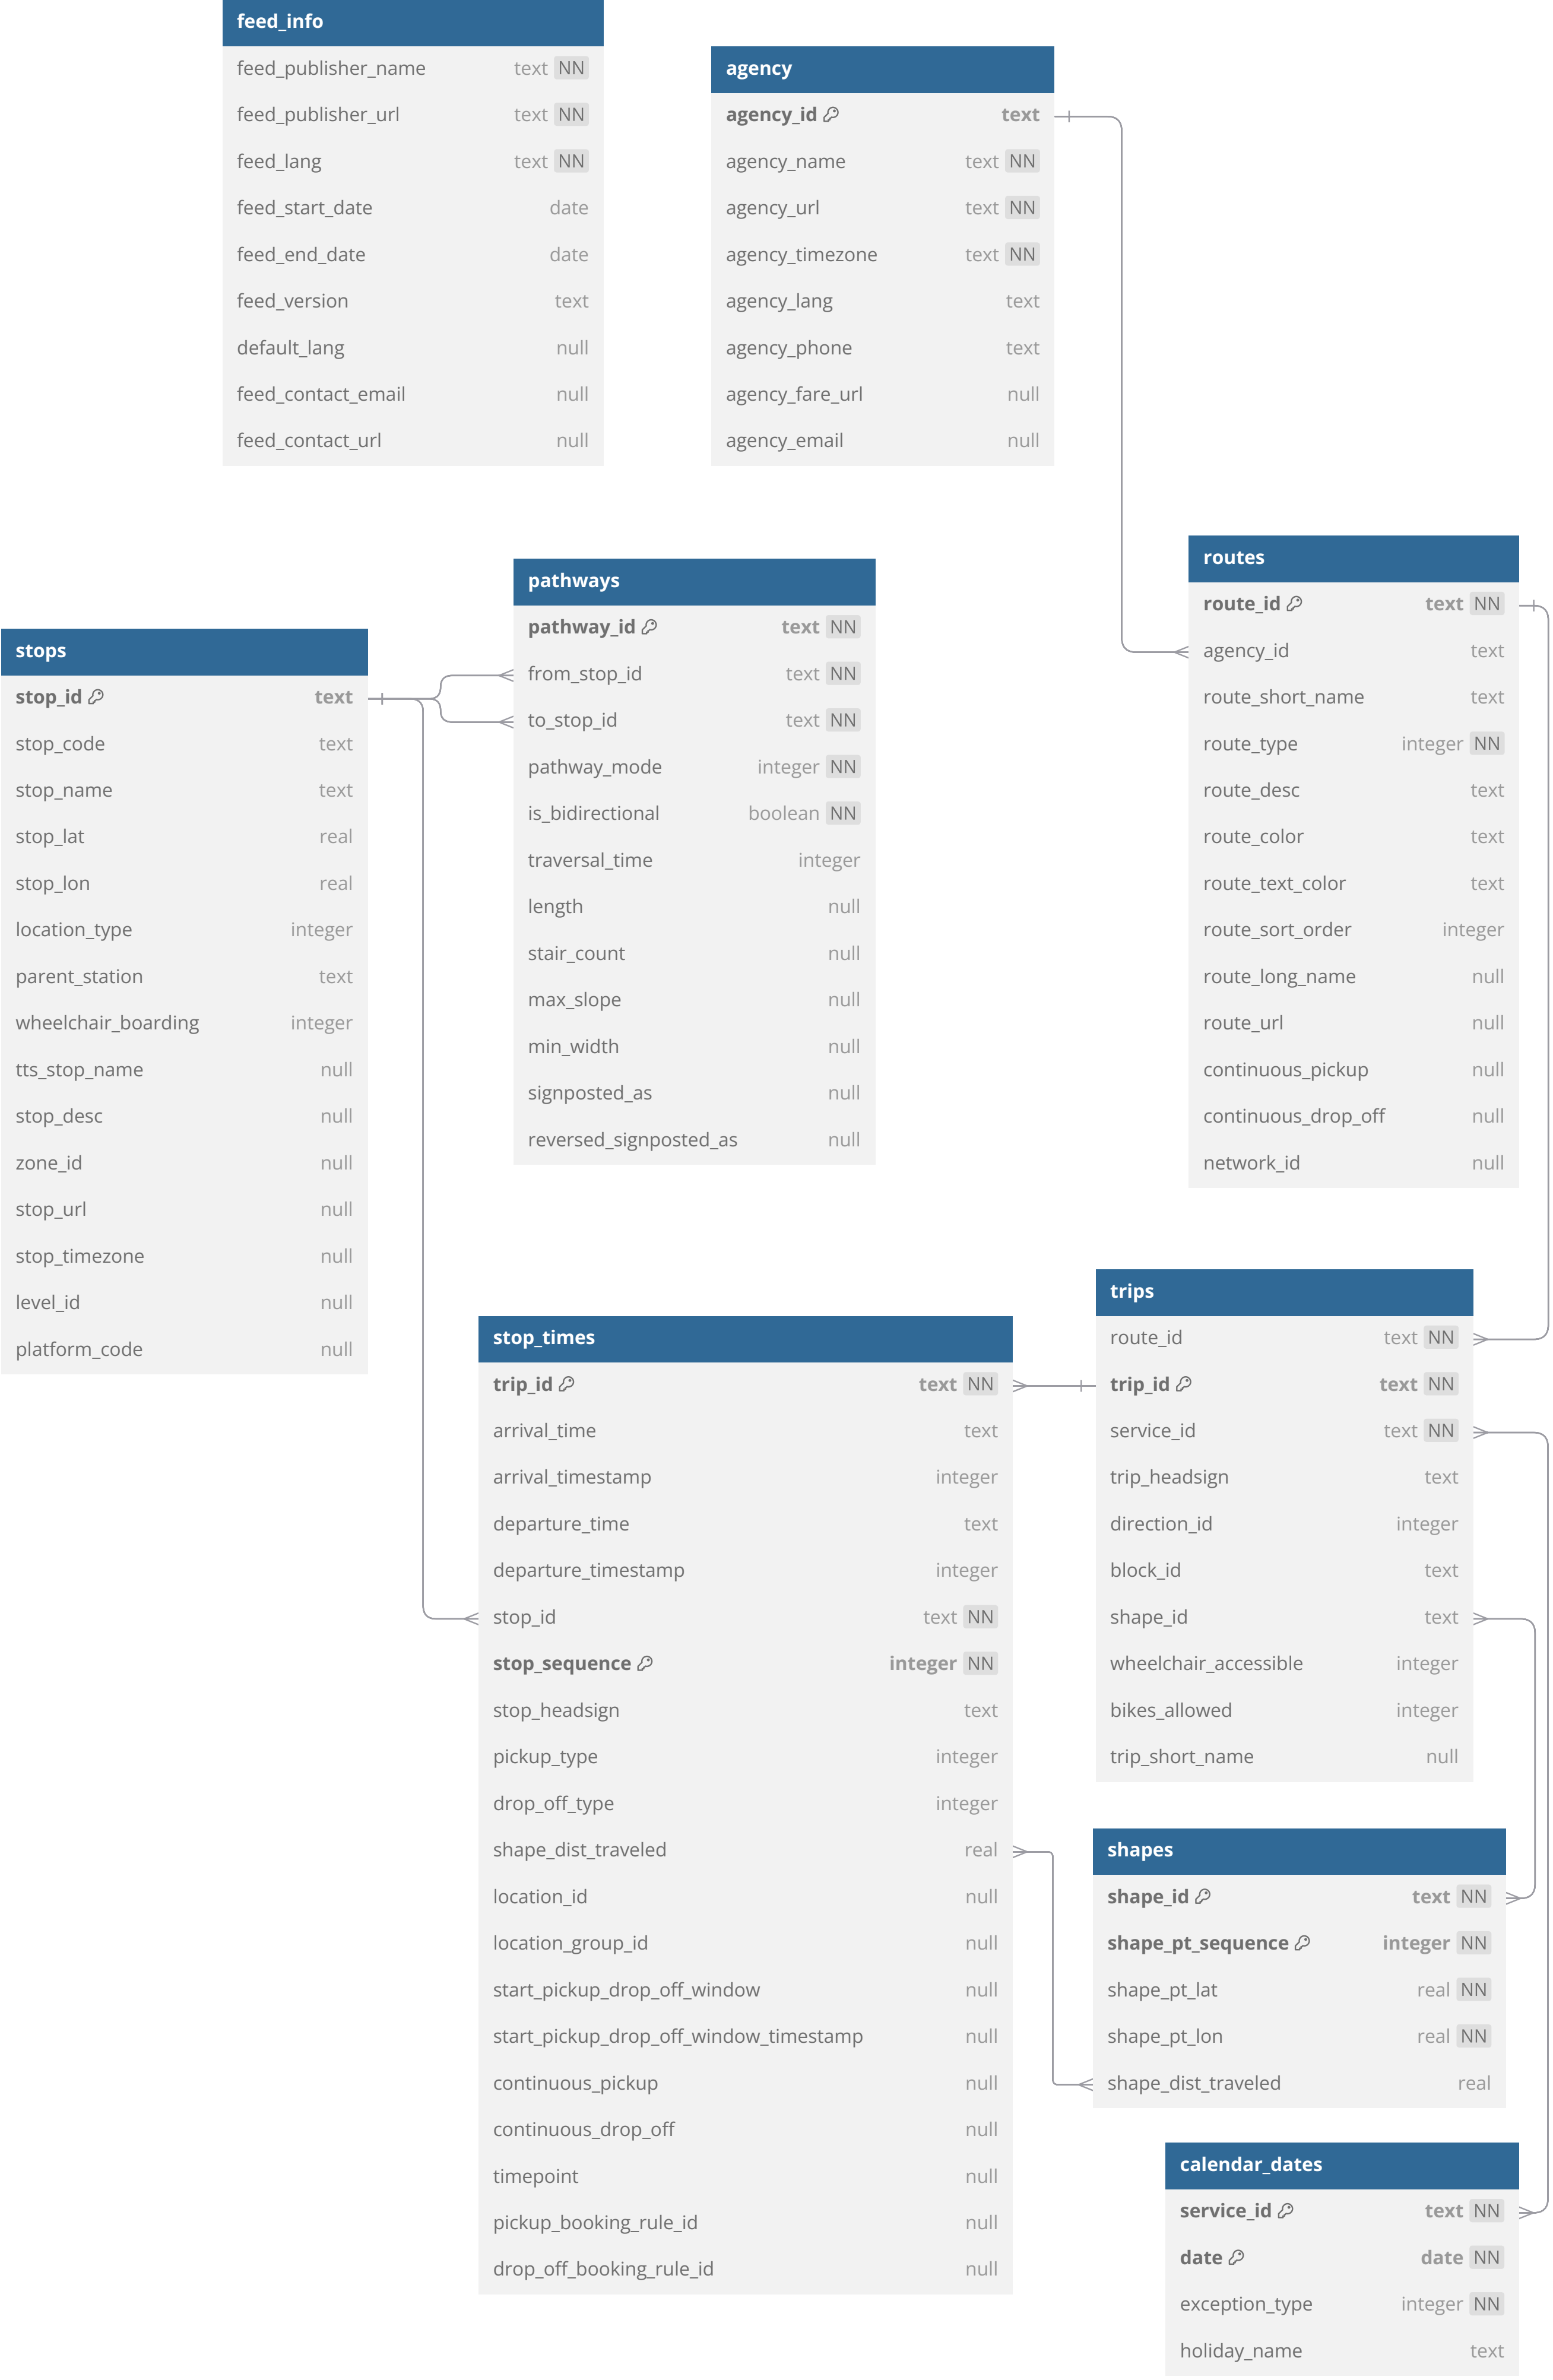 feed_info
feed_publisher_name text NN
feed_publisher_url text NN
feed_lang text NN
feed_start_date date
feed_end_date date
feed_version text
default_lang null
feed_contact_email null
feed_contact_url null
agency
agency_id text
agency_name text NN
agency_url text NN
agency_timezone text NN
agency_lang text
agency_phone text
agency_fare_url null
agency_email null
routes
route_id text NN
agency_id text
route_short_name text
route_type integer NN
route_desc text
route_color text
route_text_color text
route_sort_order integer
route_long_name null
route_url null
continuous_pickup null
continuous_drop_off null
network_id null
pathways
pathway_id text NN
from_stop_id text NN
to_stop_id text NN
pathway_mode integer NN
is_bidirectional boolean NN
traversal_time integer
length null
stair_count null
max_slope null
min_width null
signposted_as null
reversed_signposted_as null
stops
stop_id text
stop_code text
stop_name text
stop_lat real
stop_lon real
location_type integer
parent_station text
wheelchair_boarding integer
tts_stop_name null
stop_desc null
zone_id null
stop_url null
stop_timezone null
level_id null
platform_code null
trips
route_id text NN
trip_id text NN
service_id text NN
trip_headsign text
direction_id integer
block_id text
shape_id text
wheelchair_accessible integer
bikes_allowed integer
trip_short_name null
stop_times
trip_id text NN
arrival_time text
arrival_timestamp integer
departure_time text
departure_timestamp integer
stop_id text NN
stop_sequence integer NN
stop_headsign text
pickup_type integer
drop_off_type integer
shape_dist_traveled real
location_id null
location_group_id null
start_pickup_drop_off_window null
start_pickup_drop_off_window_timestamp null
continuous_pickup null
continuous_drop_off null
timepoint null
pickup_booking_rule_id null
drop_off_booking_rule_id null
shapes
shape_id text NN
shape_pt_sequence integer NN
shape_pt_lat real NN
shape_pt_lon real NN
shape_dist_traveled real
calendar_dates
service_id text NN
date date NN
exception_type integer NN
holiday_name text